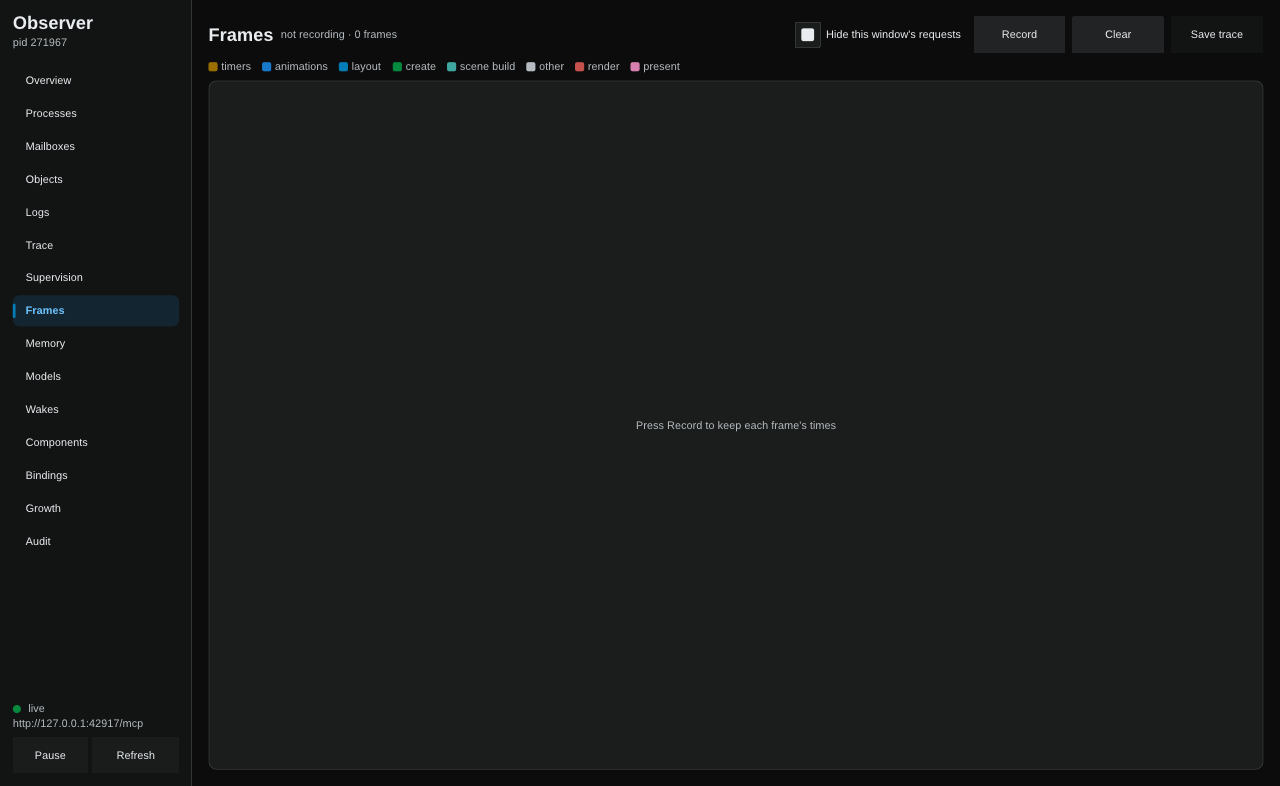 Observer
pid 271967
Overview
Processes
Mailboxes
Objects
Logs
Trace
Supervision
Frames
Memory
Models
Wakes
Components
Bindings
Growth
Audit
live
http://127.0.0.1:42917/mcp
Pause Refresh
Frames not recording · 0 frames Hide this window's requests Record Clear Save trace
timers animations layout create scene build other render present
Press Record to keep each frame's times